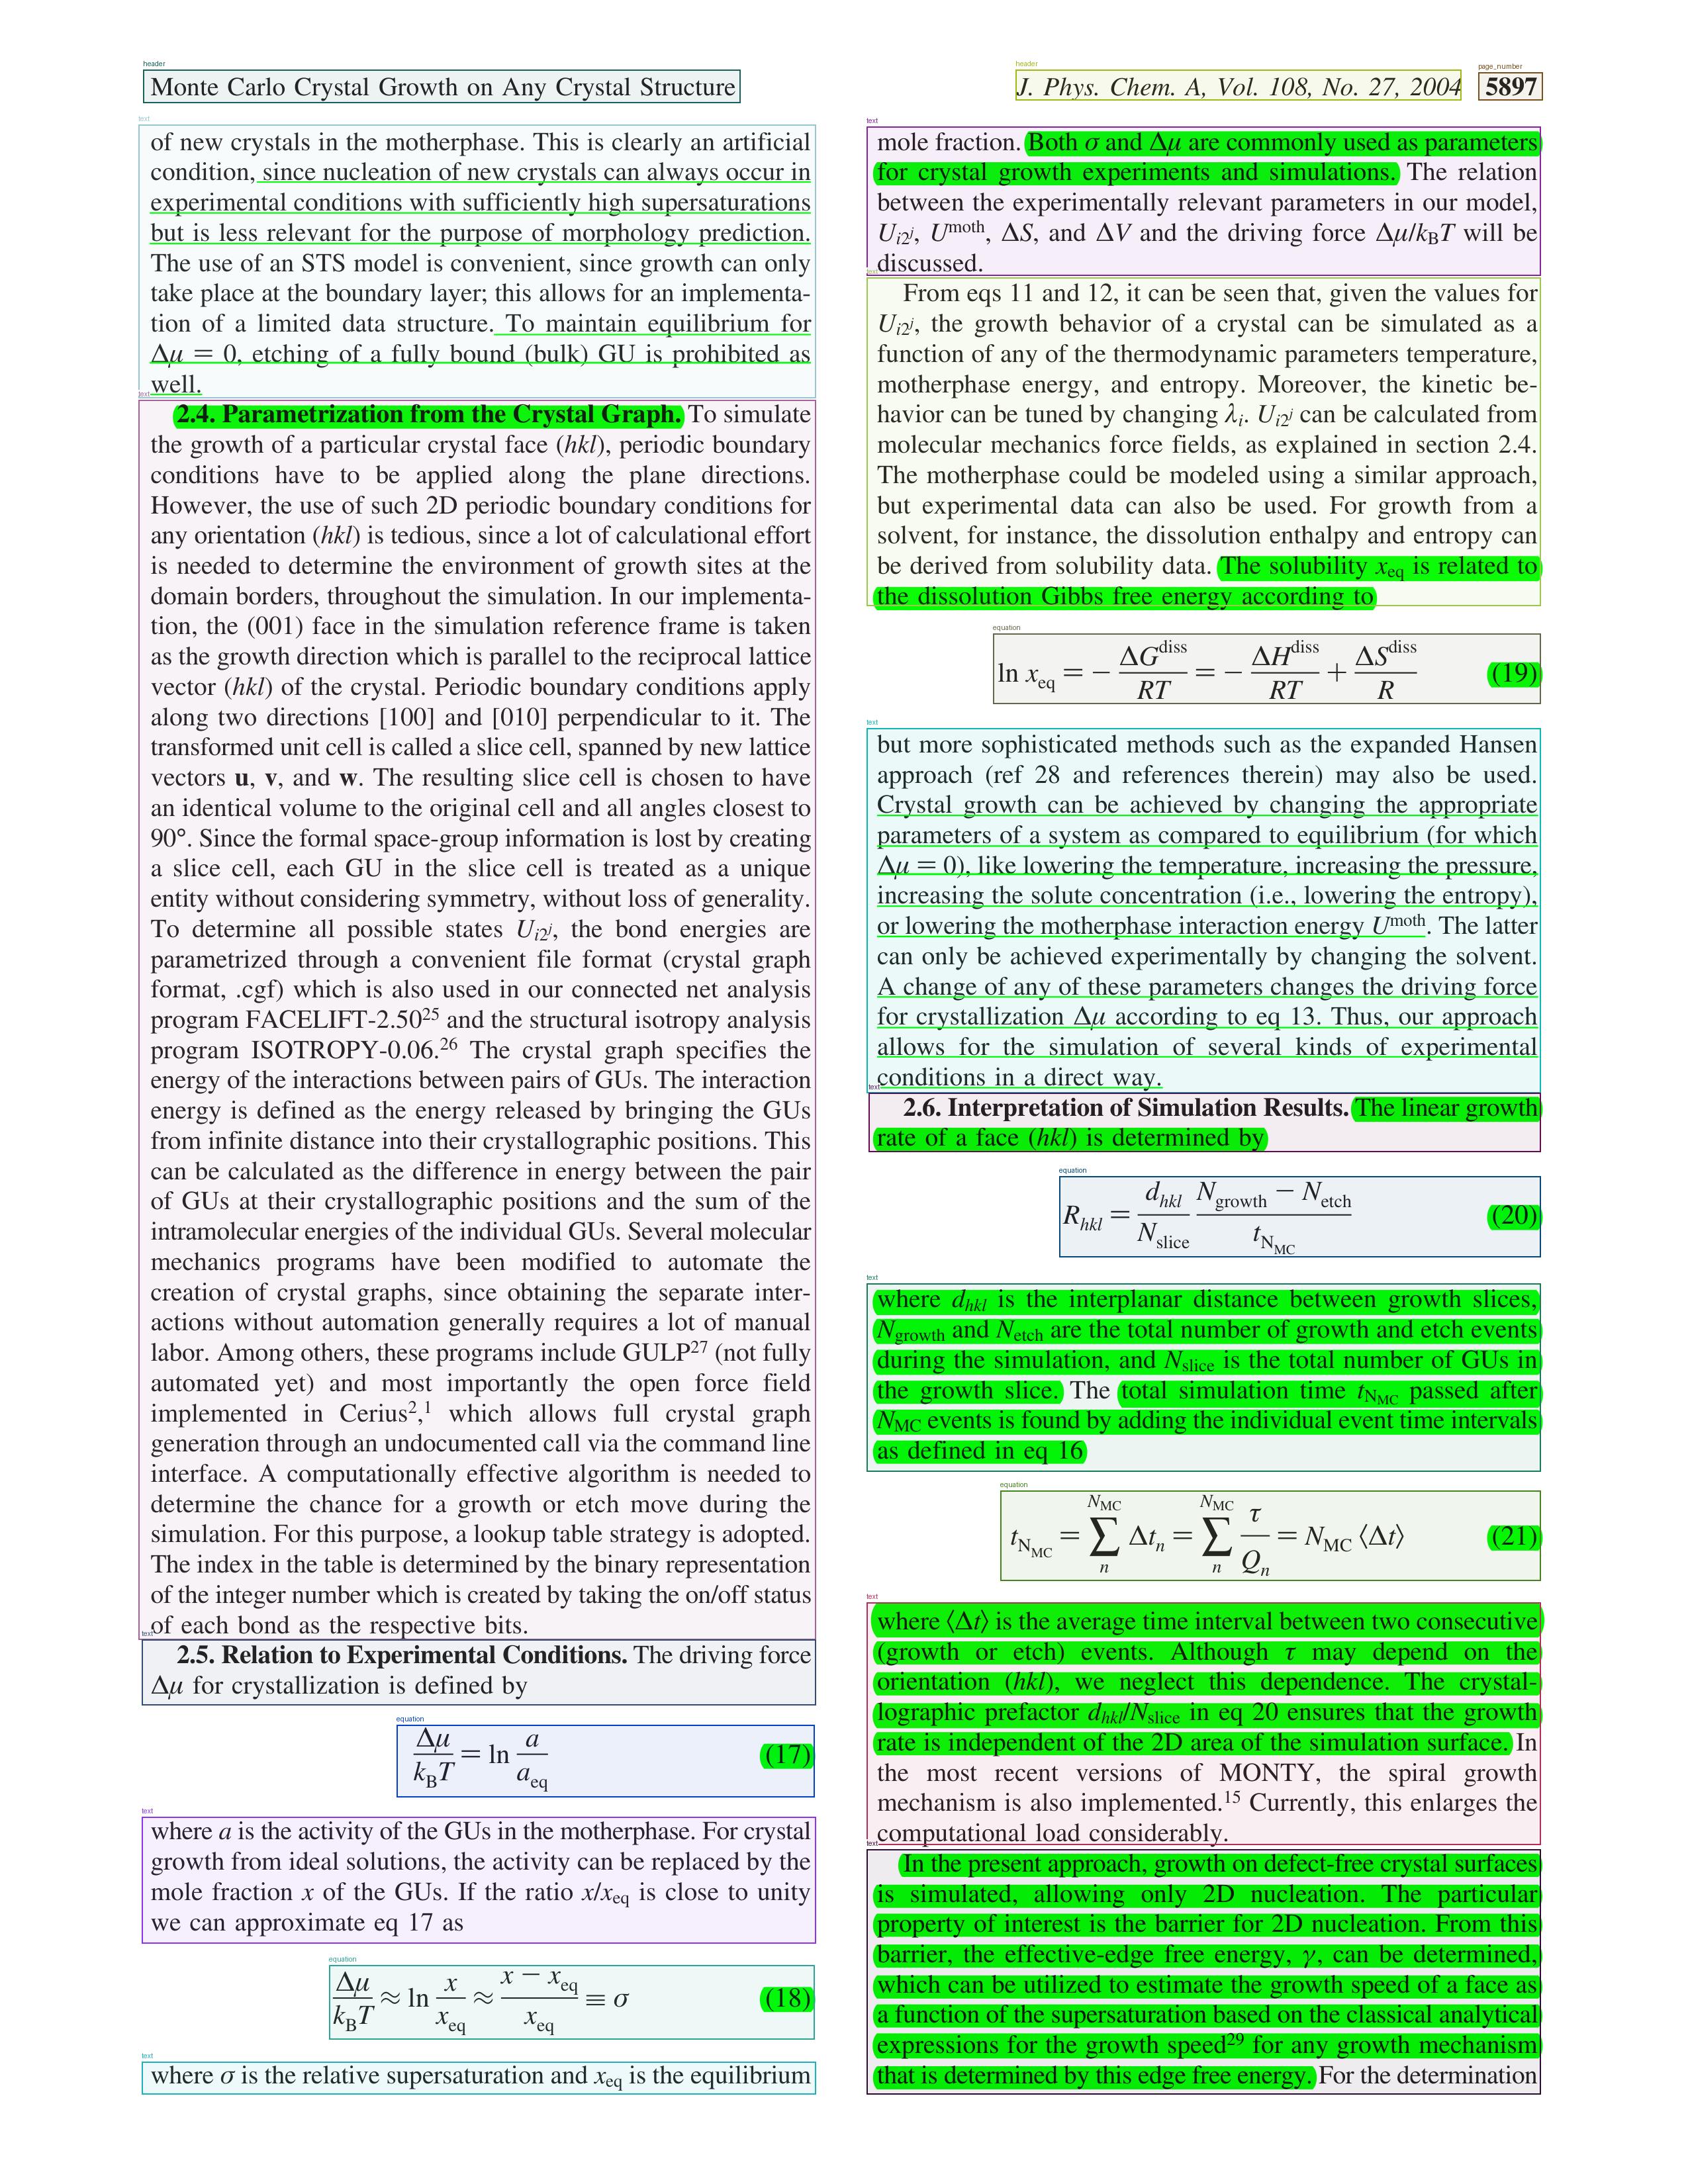 header
Monte Carlo Crystal Growth on Any Crystal Structure
header
J. Phys. Chem. A, Vol. 108, No. 27, 2004
page_number
5897
text
of new crystals in the motherphase. This is clearly an artificial
condition, since nucleation of new crystals can always occur in
experimental conditions with sufficiently high supersaturations
but is less relevant for the purpose of morphology prediction.
The use of an STS model is convenient, since growth can only
take place at the boundary layer; this allows for an implementa-
tion of a limited data structure. To maintain equilibrium for
Δμ = 0, etching of a fully bound (bulk) GU is prohibited as
well.
text
2.4. Parametrization from the Crystal Graph. To simulate
the growth of a particular crystal face (hkl), periodic boundary
conditions have to be applied along the plane directions.
However, the use of such 2D periodic boundary conditions for
any orientation (hkl) is tedious, since a lot of calculational effort
is needed to determine the environment of growth sites at the
domain borders, throughout the simulation. In our implementa-
tion, the (001) face in the simulation reference frame is taken
as the growth direction which is parallel to the reciprocal lattice
vector (hkl) of the crystal. Periodic boundary conditions apply
along two directions [100] and [010] perpendicular to it. The
transformed unit cell is called a slice cell, spanned by new lattice
vectors u, v, and w. The resulting slice cell is chosen to have
an identical volume to the original cell and all angles closest to
90°. Since the formal space-group information is lost by creating
a slice cell, each GU in the slice cell is treated as a unique
entity without considering symmetry, without loss of generality.
To determine all possible states U_{i2^j}, the bond energies are
parametrized through a convenient file format (crystal graph
format, .cgf) which is also used in our connected net analysis
program FACELIFT-2.50²⁵ and the structural isotropy analysis
program ISOTROPY-0.06.²⁶ The crystal graph specifies the
energy of the interactions between pairs of GUs. The interaction
energy is defined as the energy released by bringing the GUs
from infinite distance into their crystallographic positions. This
can be calculated as the difference in energy between the pair
of GUs at their crystallographic positions and the sum of the
intramolecular energies of the individual GUs. Several molecular
mechanics programs have been modified to automate the
creation of crystal graphs, since obtaining the separate inter-
actions without automation generally requires a lot of manual
labor. Among others, these programs include GULP²⁷ (not fully
automated yet) and most importantly the open force field
implemented in Cerius²,¹ which allows full crystal graph
generation through an undocumented call via the command line
interface. A computationally effective algorithm is needed to
determine the chance for a growth or etch move during the
simulation. For this purpose, a lookup table strategy is adopted.
The index in the table is determined by the binary representation
of the integer number which is created by taking the on/off status
of each bond as the respective bits.
text
2.5. Relation to Experimental Conditions. The driving force
Δμ for crystallization is defined by
equation
Δμ/k_BT = ln a/a_eq (17)
text
where a is the activity of the GUs in the motherphase. For crystal
growth from ideal solutions, the activity can be replaced by the
mole fraction x of the GUs. If the ratio x/x_eq is close to unity
we can approximate eq 17 as
equation
Δμ/k_BT ≈ ln x/x_eq ≈ (x − x_eq)/x_eq ≡ σ (18)
text
where σ is the relative supersaturation and x_eq is the equilibrium
text
mole fraction. Both σ and Δμ are commonly used as parameters
for crystal growth experiments and simulations. The relation
between the experimentally relevant parameters in our model,
U_{i2^j}, U^moth, ΔS, and ΔV and the driving force Δμ/k_BT will be
discussed.
text
From eqs 11 and 12, it can be seen that, given the values for
U_{i2^j}, the growth behavior of a crystal can be simulated as a
function of any of the thermodynamic parameters temperature,
motherphase energy, and entropy. Moreover, the kinetic be-
havior can be tuned by changing λ_i. U_{i2^j} can be calculated from
molecular mechanics force fields, as explained in section 2.4.
The motherphase could be modeled using a similar approach,
but experimental data can also be used. For growth from a
solvent, for instance, the dissolution enthalpy and entropy can
be derived from solubility data. The solubility x_eq is related to
the dissolution Gibbs free energy according to
equation
ln x_eq = − ΔG^diss/RT = − ΔH^diss/RT + ΔS^diss/R (19)
text
but more sophisticated methods such as the expanded Hansen
approach (ref 28 and references therein) may also be used.
Crystal growth can be achieved by changing the appropriate
parameters of a system as compared to equilibrium (for which
Δμ = 0), like lowering the temperature, increasing the pressure,
increasing the solute concentration (i.e., lowering the entropy),
or lowering the motherphase interaction energy U^moth. The latter
can only be achieved experimentally by changing the solvent.
A change of any of these parameters changes the driving force
for crystallization Δμ according to eq 13. Thus, our approach
allows for the simulation of several kinds of experimental
conditions in a direct way.
text
2.6. Interpretation of Simulation Results. The linear growth
rate of a face (hkl) is determined by
equation
R_hkl = d_hkl/N_slice (N_growth − N_etch)/t_{N_MC} (20)
text
where d_hkl is the interplanar distance between growth slices,
N_growth and N_etch are the total number of growth and etch events
during the simulation, and N_slice is the total number of GUs in
the growth slice. The total simulation time t_{N_MC} passed after
N_MC events is found by adding the individual event time intervals
as defined in eq 16
equation
t_{N_MC} = ∑_n^{N_MC} Δt_n = ∑_n^{N_MC} τ/Q_n = N_MC ⟨Δt⟩ (21)
text
where ⟨Δt⟩ is the average time interval between two consecutive
(growth or etch) events. Although τ may depend on the
orientation (hkl), we neglect this dependence. The crystal-
lographic prefactor d_hkl/N_slice in eq 20 ensures that the growth
rate is independent of the 2D area of the simulation surface. In
the most recent versions of MONTY, the spiral growth
mechanism is also implemented.¹⁵ Currently, this enlarges the
computational load considerably.
text
In the present approach, growth on defect-free crystal surfaces
is simulated, allowing only 2D nucleation. The particular
property of interest is the barrier for 2D nucleation. From this
barrier, the effective-edge free energy, γ, can be determined,
which can be utilized to estimate the growth speed of a face as
a function of the supersaturation based on the classical analytical
expressions for the growth speed²⁹ for any growth mechanism
that is determined by this edge free energy. For the determination